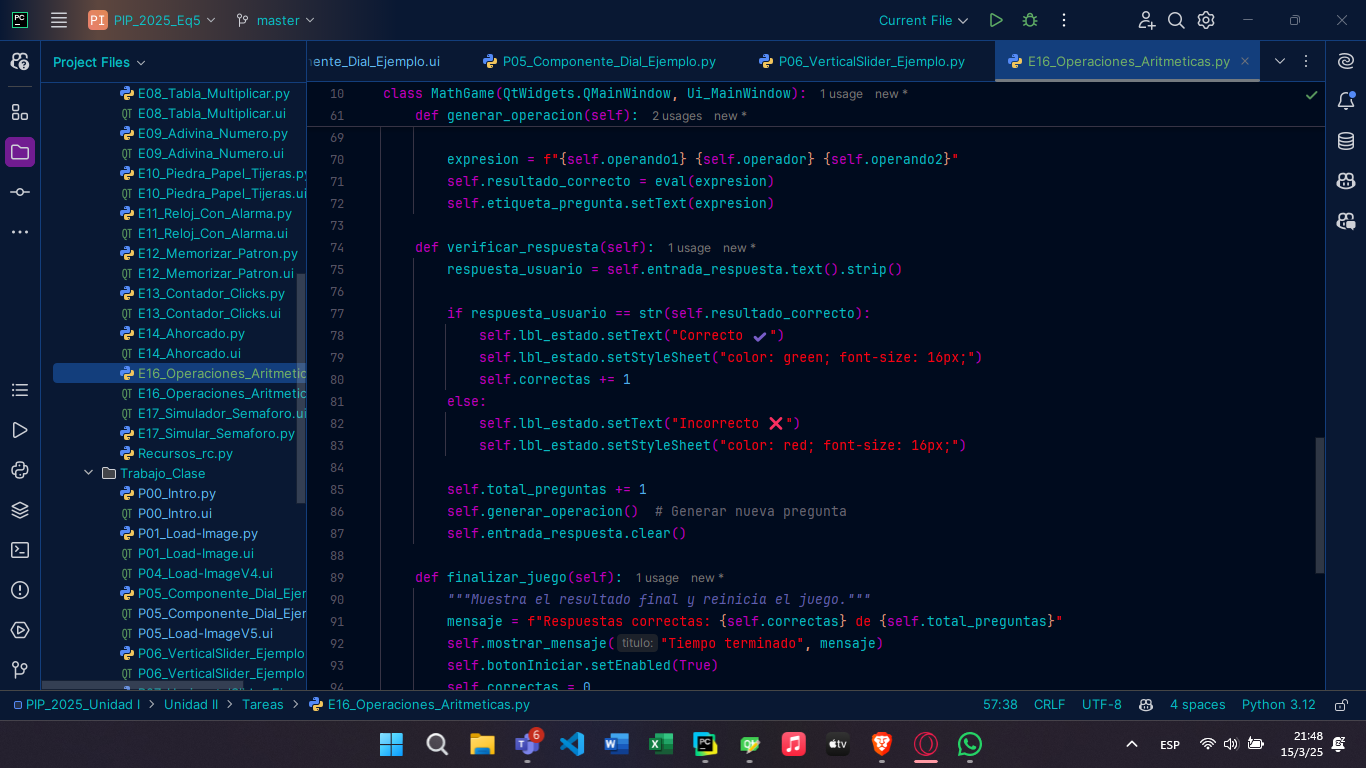 PC
PI PIP_2025_Eq5
master
Current File
Project Files
nente_Dial_Ejemplo.ui
P05_Componente_Dial_Ejemplo.py
P06_VerticalSlider_Ejemplo.py
E16_Operaciones_Aritmeticas.py
E08_Tabla_Multiplicar.py
E08_Tabla_Multiplicar.ui
E09_Adivina_Numero.py
E09_Adivina_Numero.ui
E10_Piedra_Papel_Tijeras.py
E10_Piedra_Papel_Tijeras.ui
E11_Reloj_Con_Alarma.py
E11_Reloj_Con_Alarma.ui
E12_Memorizar_Patron.py
E12_Memorizar_Patron.ui
E13_Contador_Clicks.py
E13_Contador_Clicks.ui
E14_Ahorcado.py
E14_Ahorcado.ui
E16_Operaciones_Aritmetic
E16_Operaciones_Aritmetic
E17_Simulador_Semaforo.ui
E17_Simular_Semaforo.py
Recursos_rc.py
Trabajo_Clase
P00_Intro.py
P00_Intro.ui
P01_Load-Image.py
P01_Load-Image.ui
P04_Load-ImageV4.ui
P05_Componente_Dial_Ejer
P05_Componente_Dial_Ejer
P05_Load-ImageV5.ui
P06_VerticalSlider_Ejemplo
P06_VerticalSlider_Ejemplo
10 class MathGame(QtWidgets.QMainWindow, Ui_MainWindow): 1 usage new *
61 def generar_operacion(self): 2 usages new *
69
70 expresion = f"{self.operando1} {self.operador} {self.operando2}"
71 self.resultado_correcto = eval(expresion)
72 self.etiqueta_pregunta.setText(expresion)
73
74 def verificar_respuesta(self): 1 usage new *
75 respuesta_usuario = self.entrada_respuesta.text().strip()
76
77 if respuesta_usuario == str(self.resultado_correcto):
78 self.lbl_estado.setText("Correcto ✔")
79 self.lbl_estado.setStyleSheet("color: green; font-size: 16px;")
80 self.correctas += 1
81 else:
82 self.lbl_estado.setText("Incorrecto ❌")
83 self.lbl_estado.setStyleSheet("color: red; font-size: 16px;")
84
85 self.total_preguntas += 1
86 self.generar_operacion() # Generar nueva pregunta
87 self.entrada_respuesta.clear()
88
89 def finalizar_juego(self): 1 usage new *
90 """Muestra el resultado final y reinicia el juego."""
91 mensaje = f"Respuestas correctas: {self.correctas} de {self.total_preguntas}"
92 self.mostrar_mensaje( titulo: "Tiempo terminado", mensaje)
93 self.botonIniciar.setEnabled(True)
94 self.correctas = 0
PIP_2025_Unidad I > Unidad II > Tareas > E16_Operaciones_Aritmeticas.py
57:38 CRLF UTF-8 4 spaces Python 3.12
6
tv
ESP
21:48
15/3/25